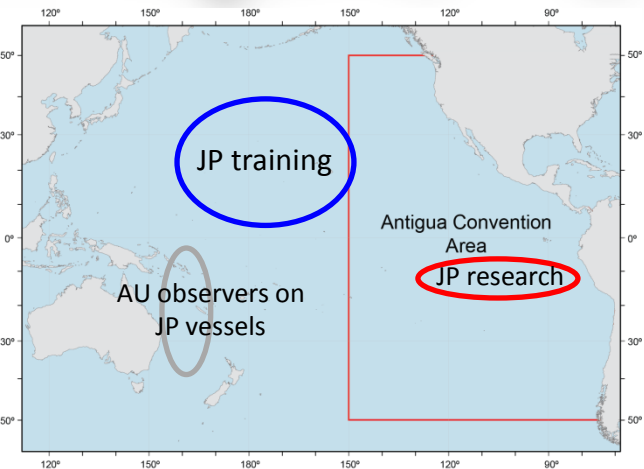 120° 150° 180° 150° 120° 90°
50° 50°
30° 30°
JP training
Antigua Convention
Area
0° 0°
JP research
AU observers on
JP vessels
30° 30°
50° 50°
120° 150° 180° 150° 120° 90°